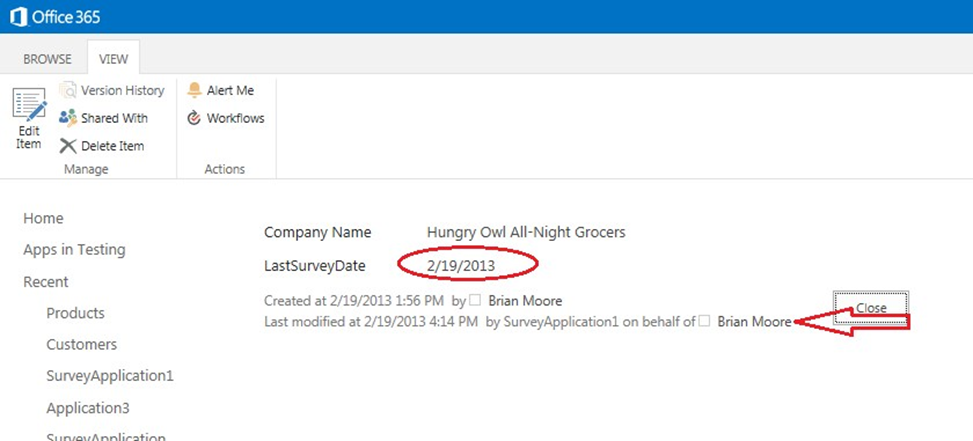 Office 365
BROWSE VIEW
Edit Item
Version History
Shared With
Delete Item
Manage
Alert Me
Workflows
Actions
Home
Apps in Testing
Recent
Products
Customers
SurveyApplication1
Application3
SurveyApplication
Company Name Hungry Owl All-Night Grocers
LastSurveyDate 2/19/2013
Created at 2/19/2013 1:56 PM by Brian Moore
Last modified at 2/19/2013 4:14 PM by SurveyApplication1 on behalf of Brian Moore
Close